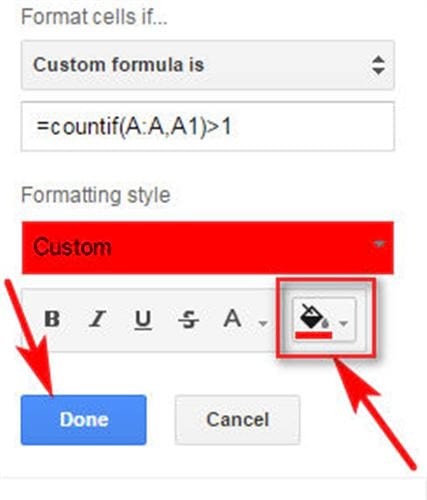 Format cells if...
Custom formula is
=countif(A:A,A1)>1
Formatting style
Custom
B I U S A
Done Cancel